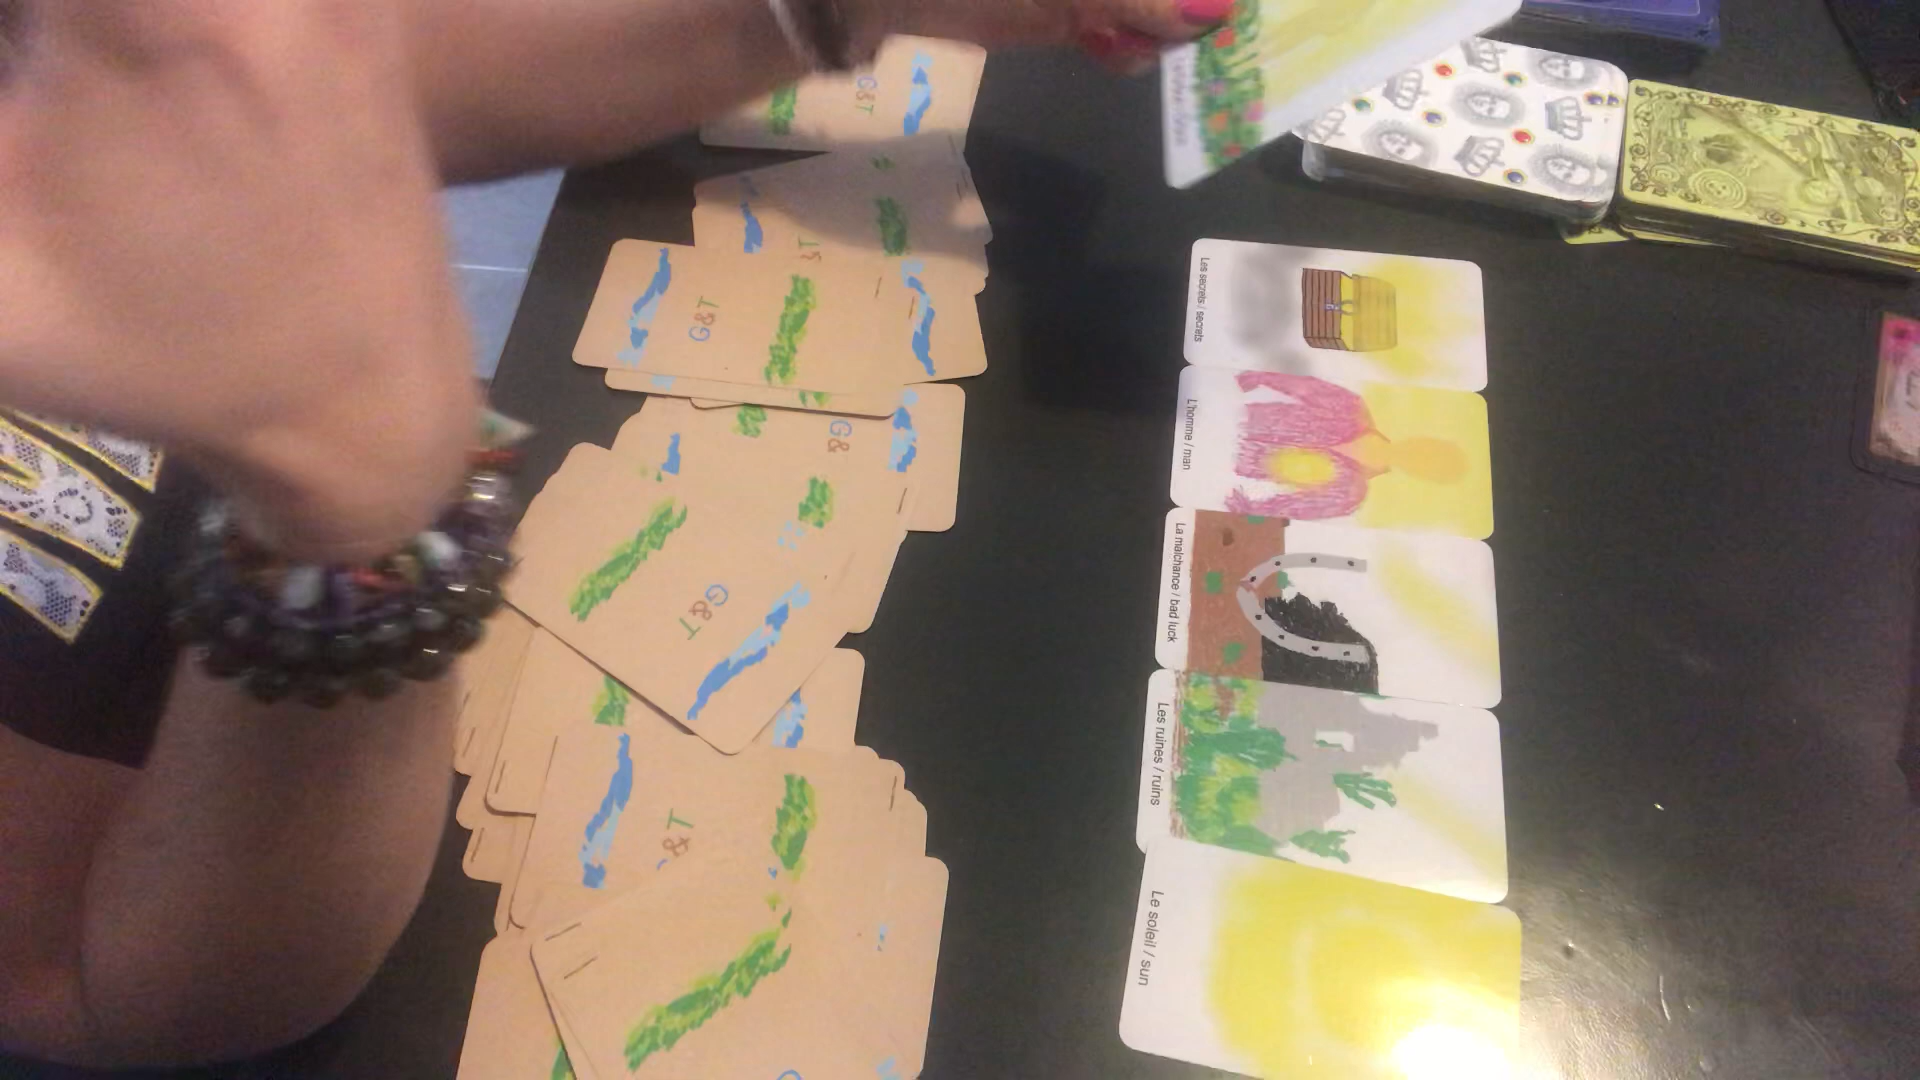 Les secrets / secrets
L'homme / man
La malchance / bad luck
Les ruines / ruins
Le soleil / sun
G&T
G&T
G&
G&T
&T